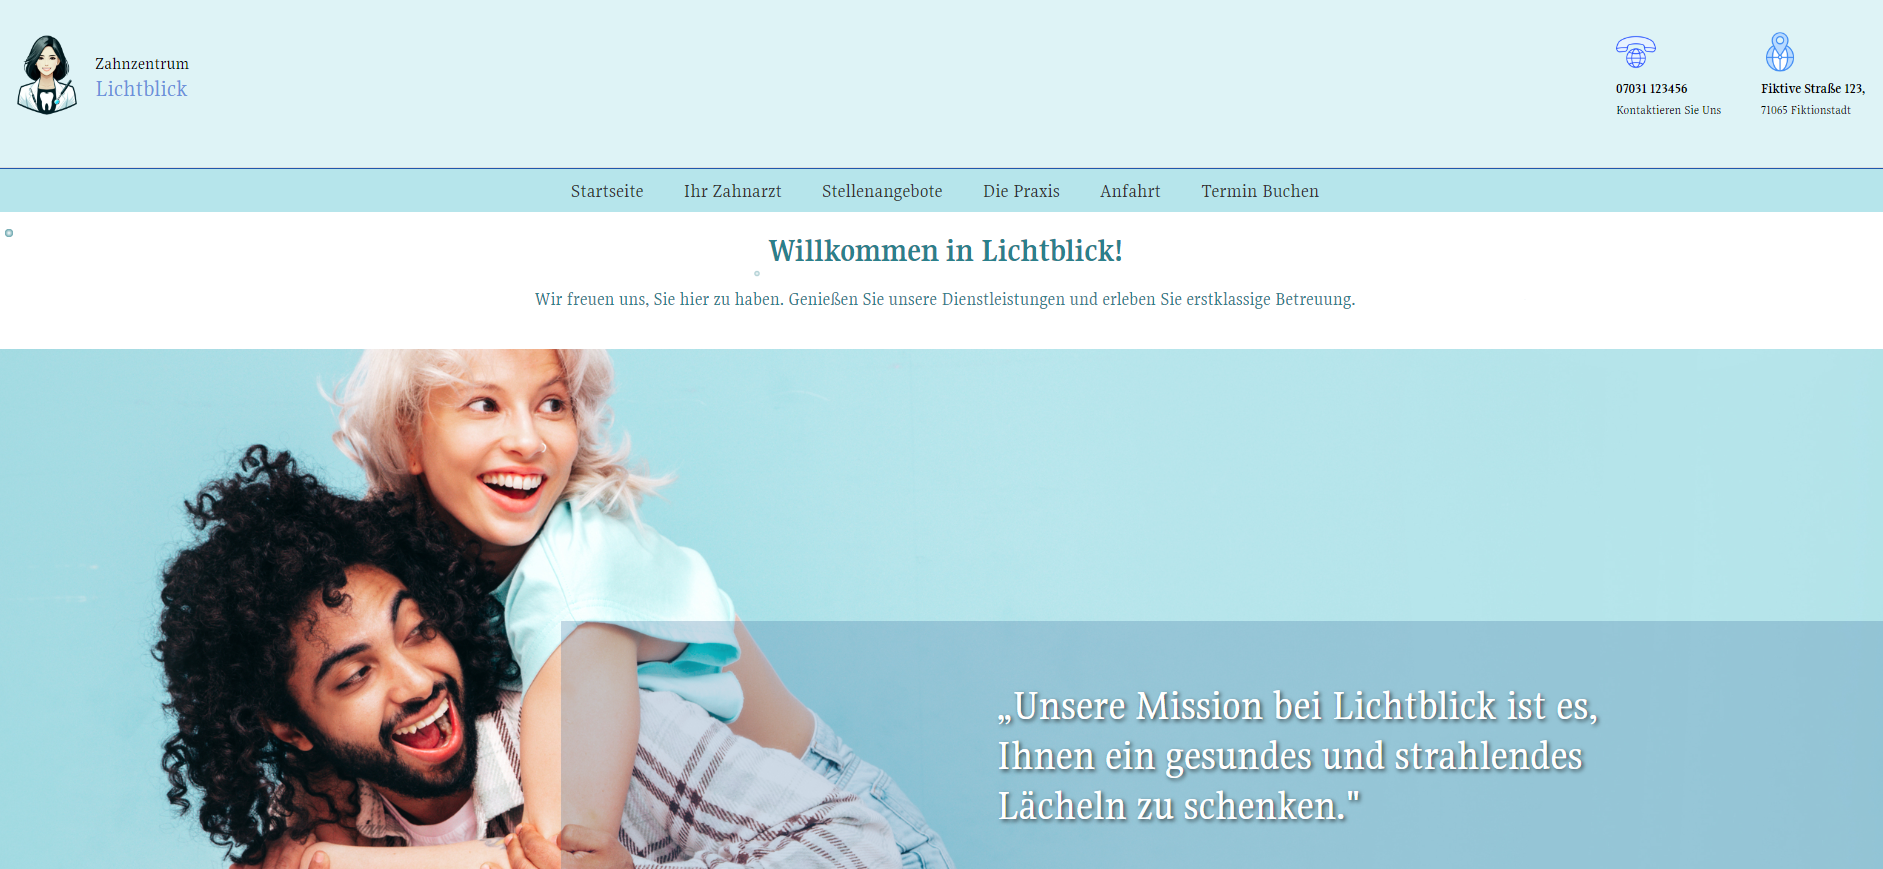 Zahnzentrum
Lichtblick
07031 123456
Kontaktieren Sie Uns
Fiktive Straße 123,
71065 Fiktionstadt
Startseite Ihr Zahnarzt Stellenangebote Die Praxis Anfahrt Termin Buchen
Willkommen in Lichtblick!
Wir freuen uns, Sie hier zu haben. Genießen Sie unsere Dienstleistungen und erleben Sie erstklassige Betreuung.
„Unsere Mission bei Lichtblick ist es,
Ihnen ein gesundes und strahlendes
Lächeln zu schenken."